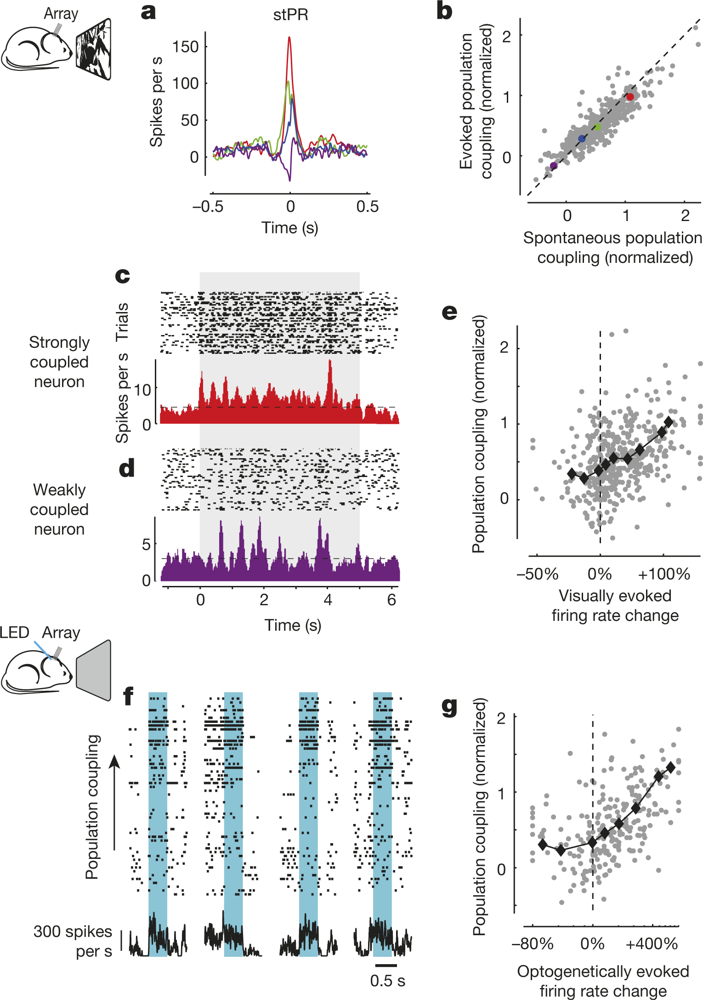 Array
a
stPR
Spikes per s
150
100
50
0
–0.5
0
0.5
Time (s)
b
Evoked population
coupling (normalized)
2
1
0
0
1
2
Spontaneous population
coupling (normalized)
c
Strongly
coupled
neuron
Trials
Spikes per s
10
0
d
Weakly
coupled
neuron
5
0
0
2
4
6
Time (s)
e
Population coupling (normalized)
2
1
0
–50%
0%
+100%
Visually evoked
firing rate change
LED
Array
f
Population coupling
300 spikes
per s
0.5 s
g
Population coupling (normalized)
2
1
0
–80%
0%
+400%
Optogenetically evoked
firing rate change